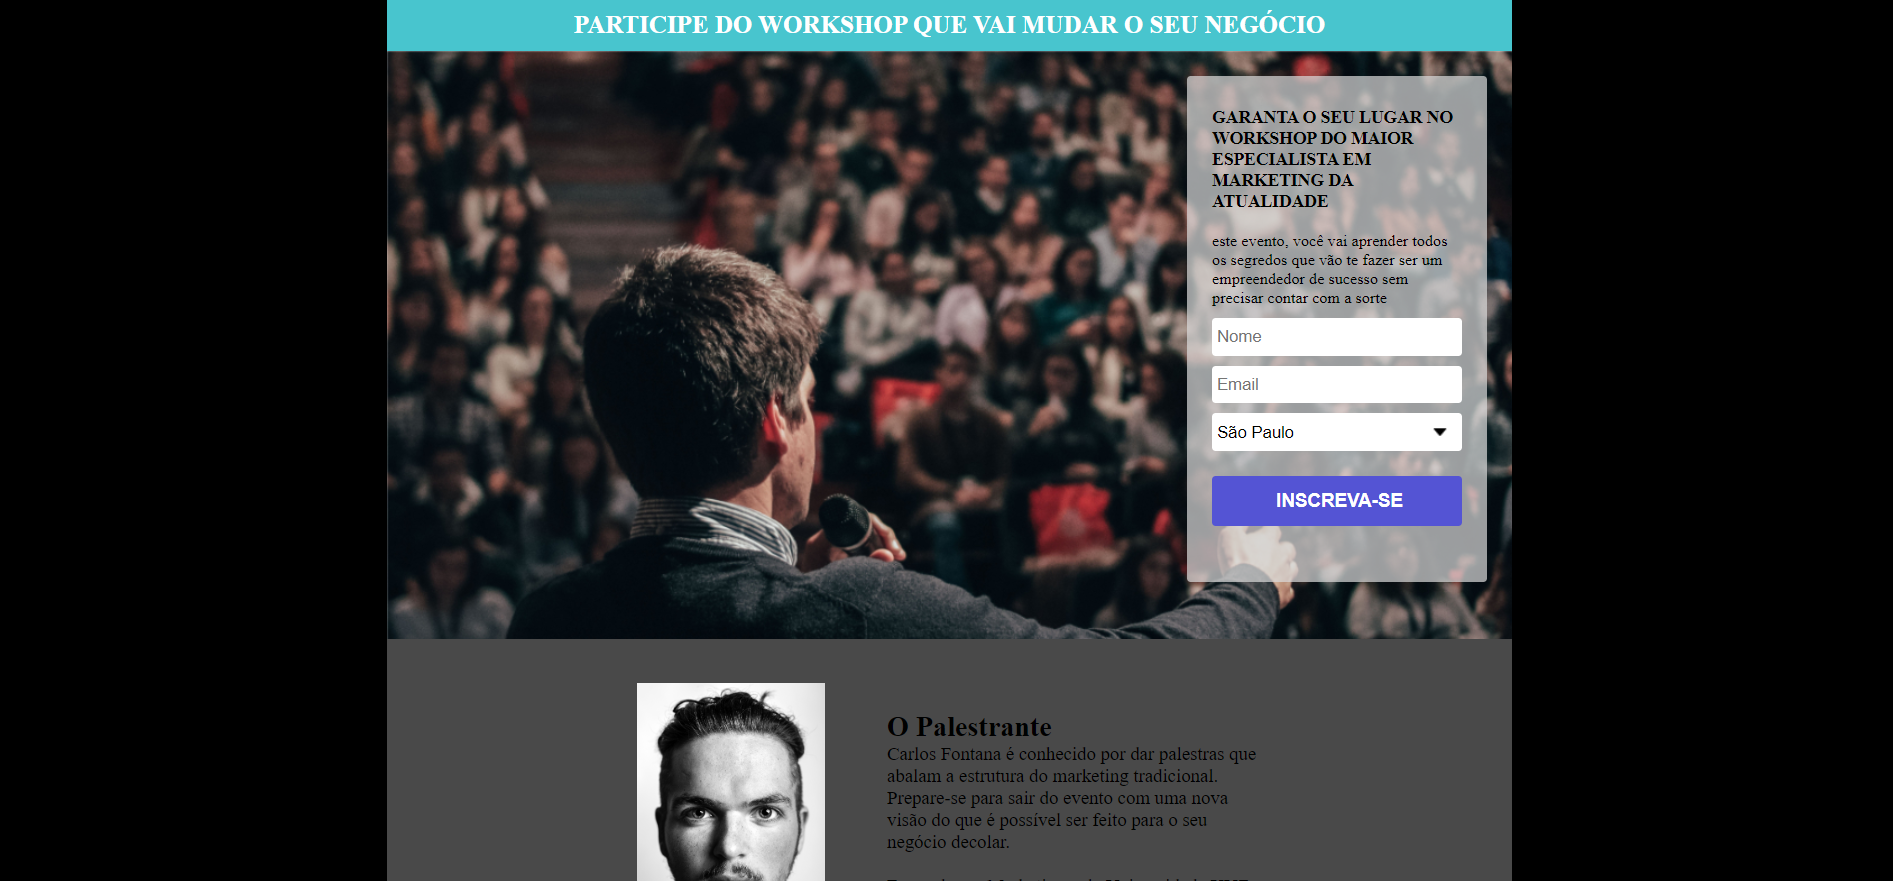 PARTICIPE DO WORKSHOP QUE VAI MUDAR O SEU NEGÓCIO
GARANTA O SEU LUGAR NO
WORKSHOP DO MAIOR
ESPECIALISTA EM
MARKETING DA
ATUALIDADE
este evento, você vai aprender todos
os segredos que vão te fazer ser um
empreendedor de sucesso sem
precisar contar com a sorte
Nome
Email
São Paulo
INSCREVA-SE
O Palestrante
Carlos Fontana é conhecido por dar palestras que
abalam a estrutura do marketing tradicional.
Prepare-se para sair do evento com uma nova
visão do que é possível ser feito para o seu
negócio decolar.